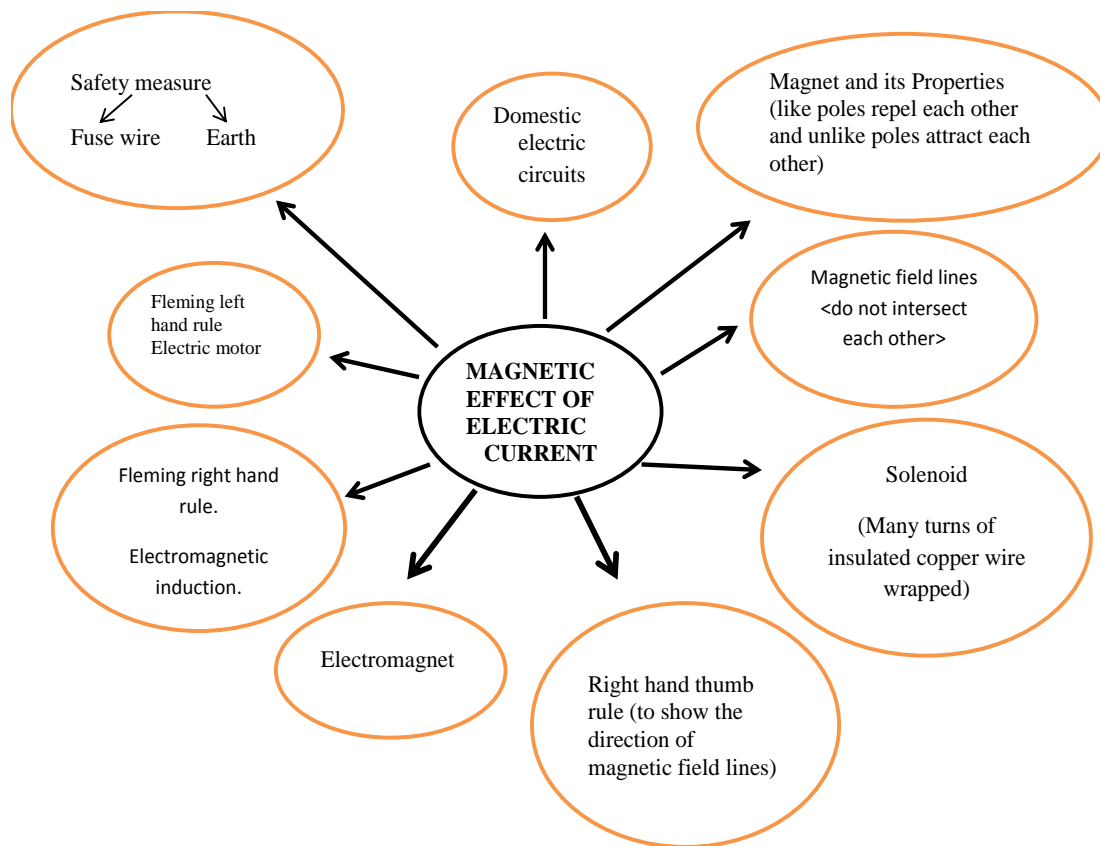 Safety measure
Fuse wire Earth
Domestic
electric
circuits
Magnet and its Properties
(like poles repel each other
and unlike poles attract each
other)
Fleming left
hand rule
Electric motor
Magnetic field lines
<do not intersect
each other>
MAGNETIC
EFFECT OF
ELECTRIC
CURRENT
Fleming right hand
rule.
Electromagnetic
induction.
Solenoid
(Many turns of
insulated copper wire
wrapped)
Electromagnet
Right hand thumb
rule (to show the
direction of
magnetic field lines)